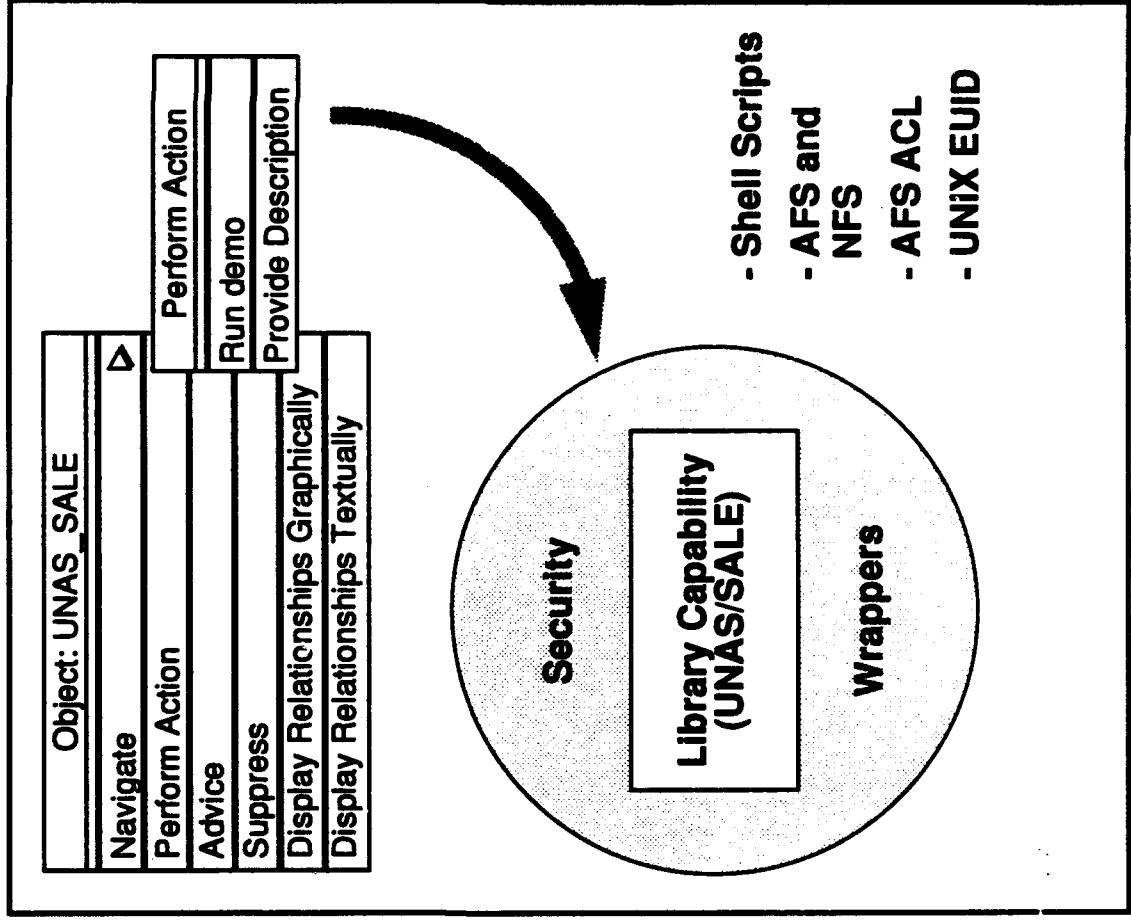 Object: UNAS_SALE
Navigate
Perform Action
Advice
Suppress
Display Relationships Graphically
Display Relationships Textually
Perform Action
Run demo
Provide Description
Security
Library Capability
(UNAS/SALE)
Wrappers
- Shell Scripts
- AFS and
NFS
- AFS ACL
- UNiX EUID